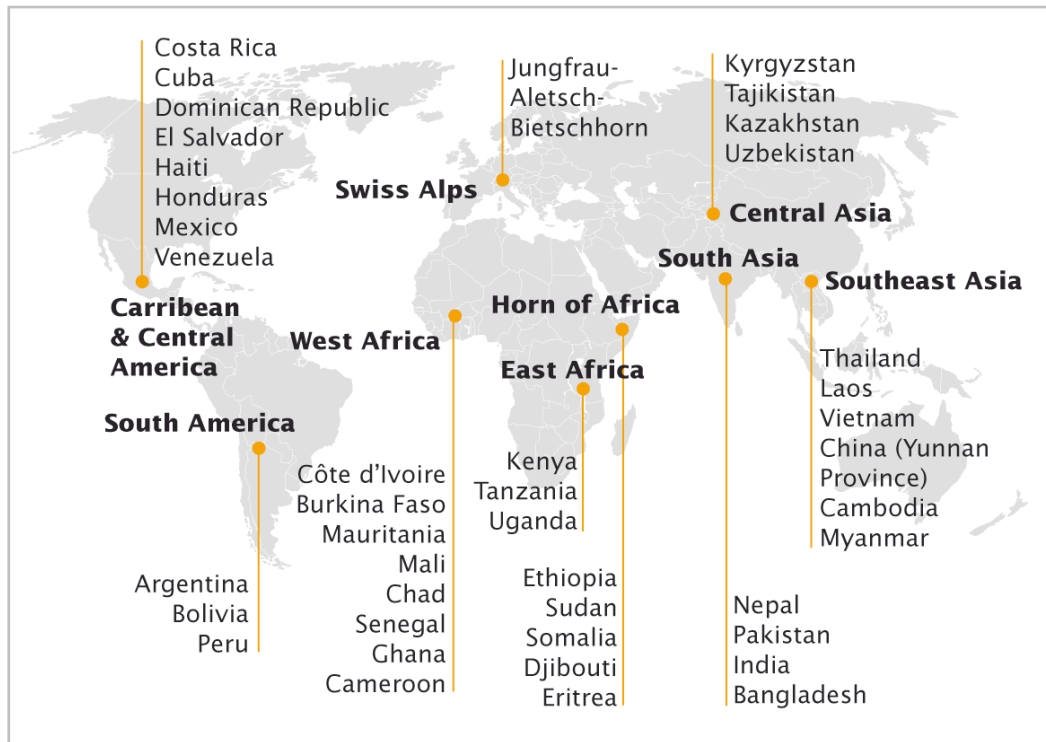 Costa Rica
Cuba
Dominican Republic
El Salvador
Haiti
Honduras
Mexico
Venezuela
Carribean
& Central
America
Jungfrau-
Aletsch-
Bietschhorn
Swiss Alps
Kyrgyzstan
Tajikistan
Kazakhstan
Uzbekistan
Central Asia
South Asia
Nepal
Pakistan
India
Bangladesh
Southeast Asia
Thailand
Laos
Vietnam
China (Yunnan
Province)
Cambodia
Myanmar
Horn of Africa
Ethiopia
Sudan
Somalia
Djibouti
Eritrea
West Africa
Côte d’Ivoire
Burkina Faso
Mauritania
Mali
Chad
Senegal
Ghana
Cameroon
East Africa
Kenya
Tanzania
Uganda
South America
Argentina
Bolivia
Peru